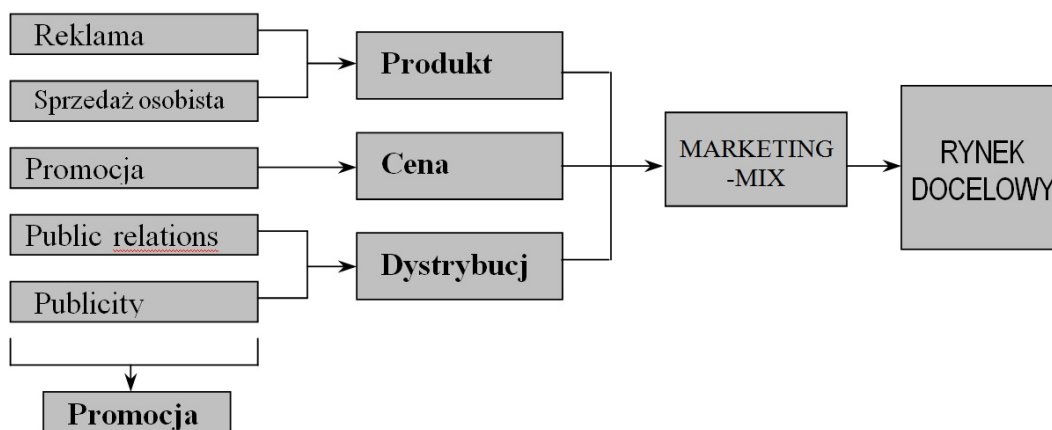 Reklama
Sprzedaż osobista
Promocja
Public relations
Publicity
Promocja
Produkt
Cena
Dystrybucj
MARKETING
-MIX
RYNEK
DOCELOWY